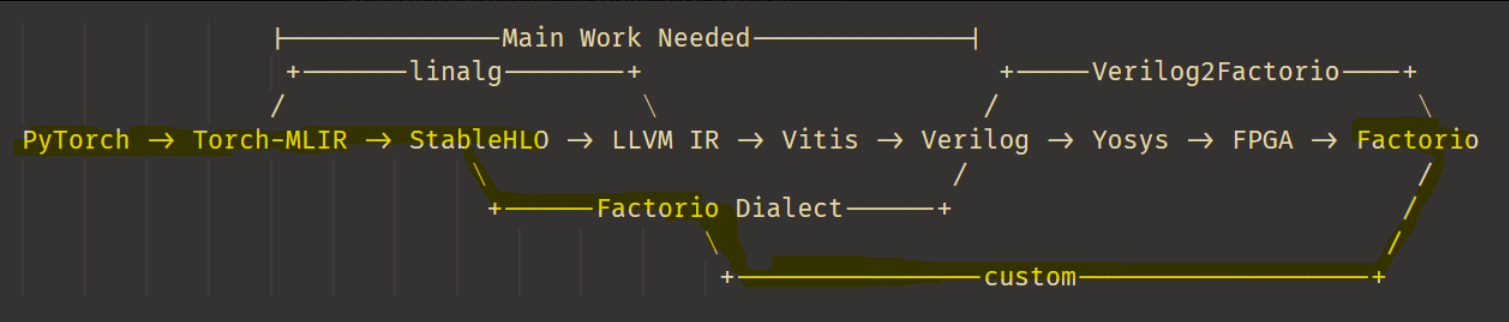 ├──────────Main Work Needed──────────┤
+─────linalg─────+ +───Verilog2Factorio──+
/ \ / \
PyTorch → Torch-MLIR → StableHLO → LLVM IR → Vitis → Verilog → Yosys → FPGA → Factorio
\ / /
+────Factorio Dialect────+ /
\ /
+───────────custom─────────────+